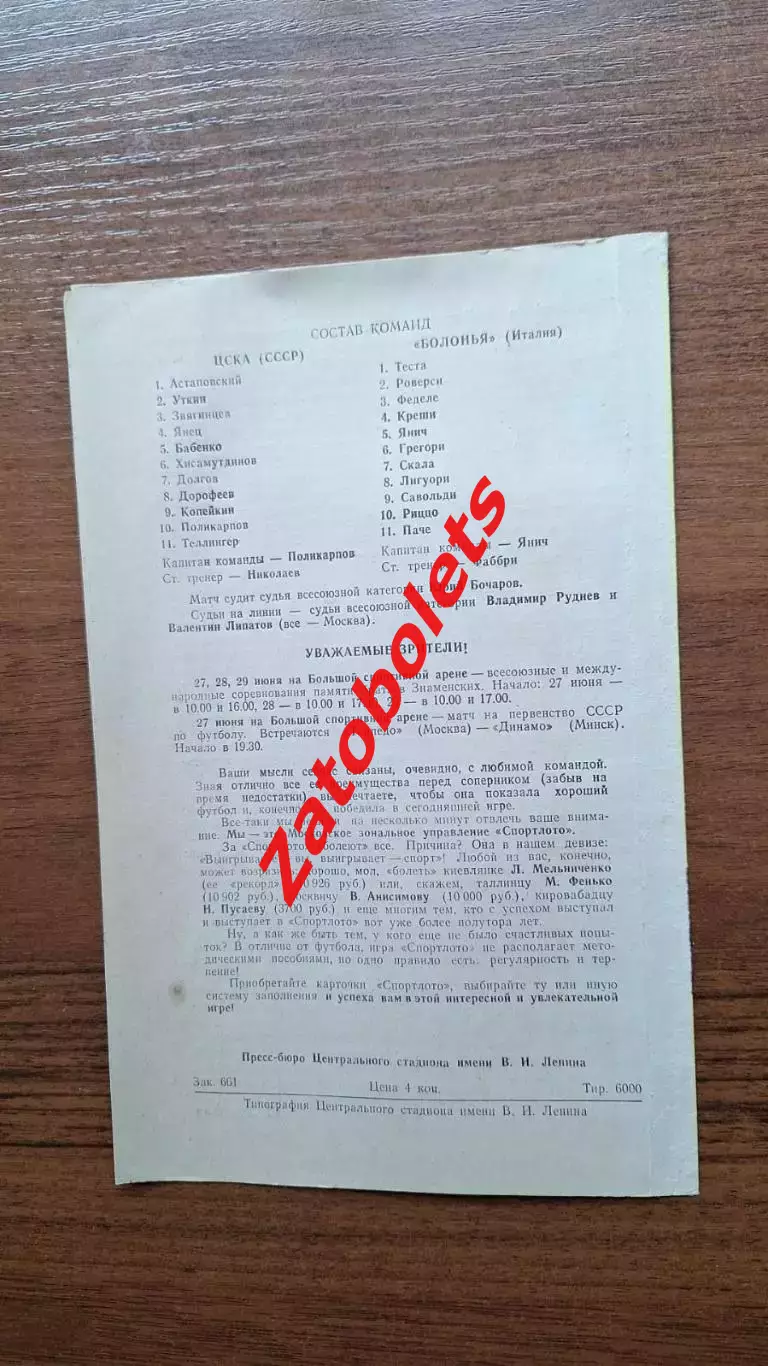 СОСТАВ КОМАНД
ЦСКА (СССР)
1. Астаповский
2. Уткин
3. Звягинцев
4. Янец
5. Бабенко
6. Хисамутдинов
7. Долгов
8. Дорофеев
9. Копейкин
10. Поликарпов
11. Теллингер
Капитан команды — Поликарпов
Ст. тренер — Николаев
«БОЛОНЬЯ» (Италия)
1. Теста
2. Роверси
3. Феделе
4. Креши
5. Янич
6. Грегори
7. Скала
8. Лигуори
9. Савольди
10. Риццо
11. Паче
Капитан — Янич
Ст. — Фаббри
Матч судит судья всесоюзной категории Бочаров.
Судьи на линии — судьи всесоюзной категории Владимир Руднев и
Валентин Липатов (все — Москва).
УВАЖАЕМЫЕ ЗРИТЕЛИ!
27, 28, 29 июня на Большой спортивной арене — всесоюзные и между-
народные соревнования памяти Знаменских. Начало: 27 июня —
в 10.00 и 16.00, 28 — в 10.00 и — в 10.00 и 17.00.
27 июня на Большой спортивной арене — матч на первенство СССР
по футболу. Встречаются (Москва) — «Динамо» (Минск).
Начало в 19.30.
Ваши мысли связаны, очевидно, с любимой командой.
Зная отлично все преимущества перед соперником (забыв на
время недостатки) чтобы она показала хороший
футбол и, победила в сегодняшней игре.
Все-таки мы на несколько минут отвлечь ваше внима-
ние. Мы — зональное управление «Спортлото».
За болеют» все. Причина? Она в нашем девизе:
выигрывает — спорт»! Любой из вас, конечно,
может хорошо, мол, «болеть» киевлянке Л. Мельниченко
(ее «рекорд» руб.) или, скажем, таллинцу М. Фенько
(10 902 руб.), москвичу В. Анисимову (10 000 руб.), кировабадцу
Н. Пусаеву (3700 руб.) и еще многим тем, кто с успехом выступал
и выступает в «Спортлото» вот уже более полутора лет.
Ну, а как же быть тем, у кого еще не было счастливых попы-
ток? В отличие от футбола, игра «Спортлото» не располагает мето-
дическими пособиями, но одно правило есть: регулярность и тер-
пение!
Приобретайте карточки «Спортлото», выбирайте ту или иную
систему заполнения и успеха вам в этой интересной и увлекательной
игре!
Пресс-бюро Центрального стадиона имени В. И. Ленина
Зак. 661 Цена 4 коп. Тир. 6000
Типография Центрального стадиона имени В. И. Ленина
Zatobolets